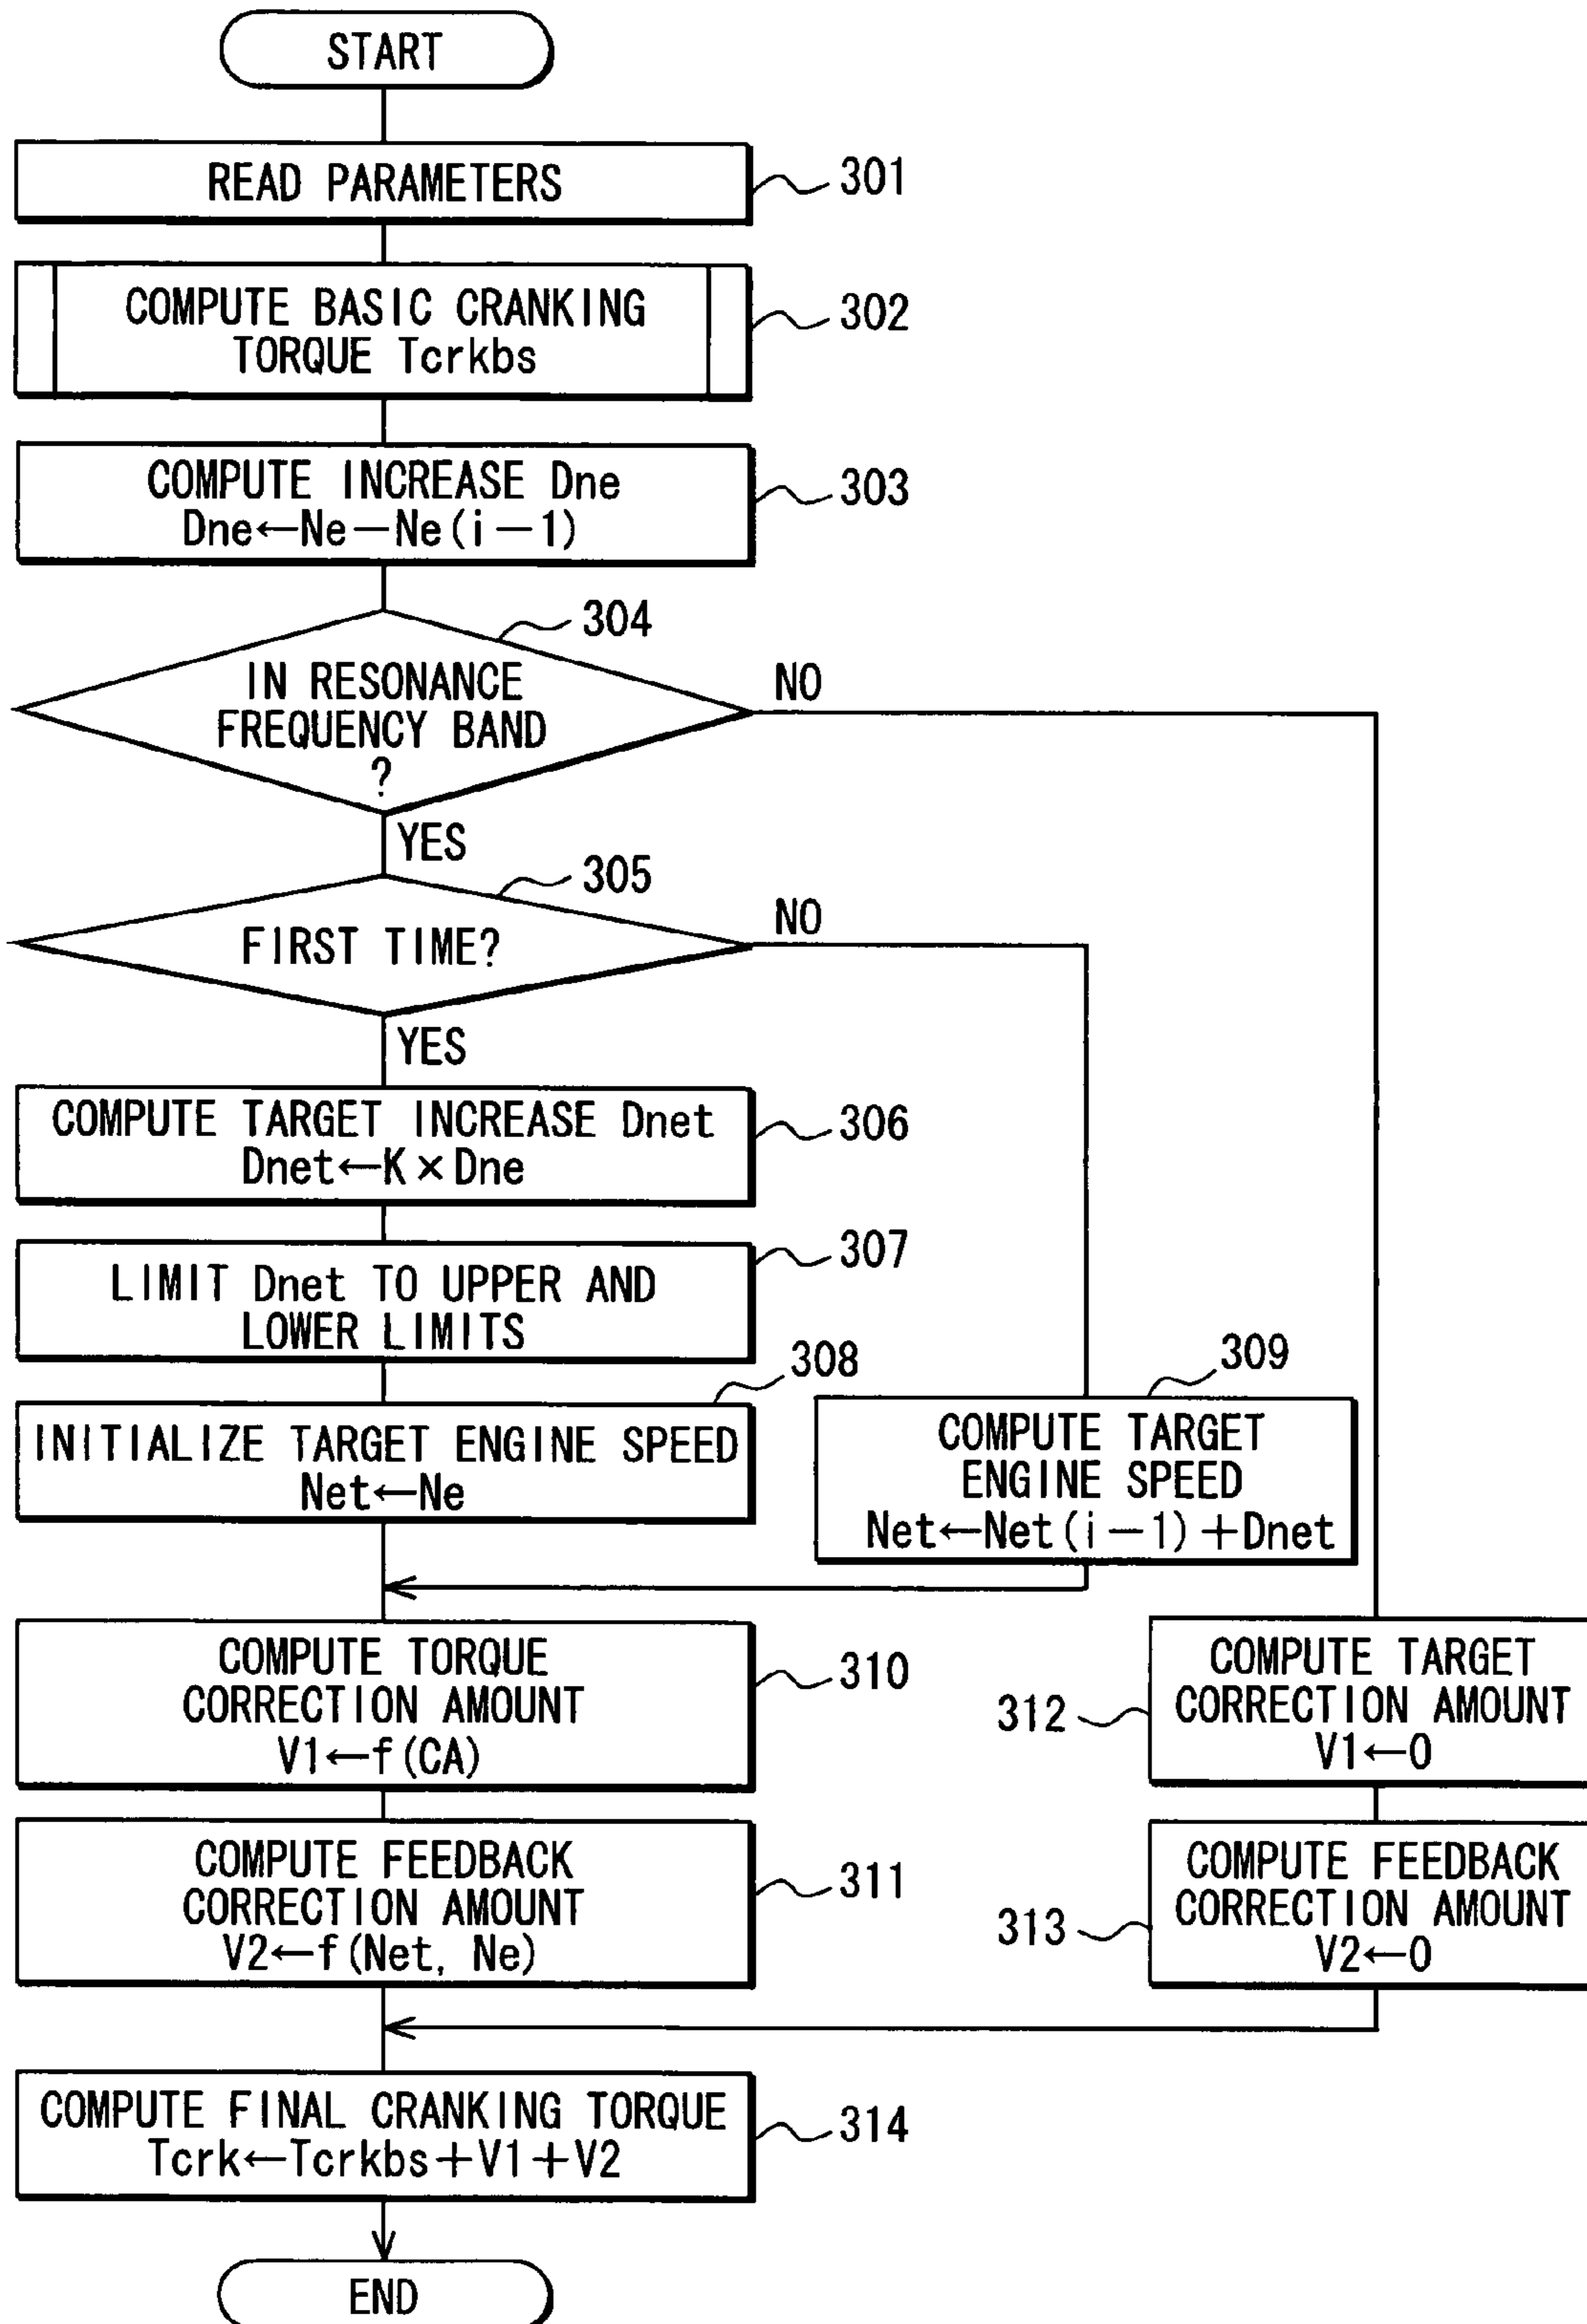 START
READ PARAMETERS
301
COMPUTE BASIC CRANKING
TORQUE Tcrkbs
302
COMPUTE INCREASE Dne
Dne←Ne−Ne(i−1)
303
304
IN RESONANCE
FREQUENCY BAND
?
NO
YES
305
FIRST TIME?
NO
YES
COMPUTE TARGET INCREASE Dnet
Dnet←K×Dne
306
LIMIT Dnet TO UPPER AND
LOWER LIMITS
307
308
INITIALIZE TARGET ENGINE SPEED
Net←Ne
309
COMPUTE TARGET
ENGINE SPEED
Net←Net(i−1)+Dnet
COMPUTE TORQUE
CORRECTION AMOUNT
V1←f(CA)
310
312
COMPUTE TARGET
CORRECTION AMOUNT
V1←0
COMPUTE FEEDBACK
CORRECTION AMOUNT
V2←f(Net, Ne)
311
313
COMPUTE FEEDBACK
CORRECTION AMOUNT
V2←0
COMPUTE FINAL CRANKING TORQUE
Tcrk←Tcrkbs+V1+V2
314
END